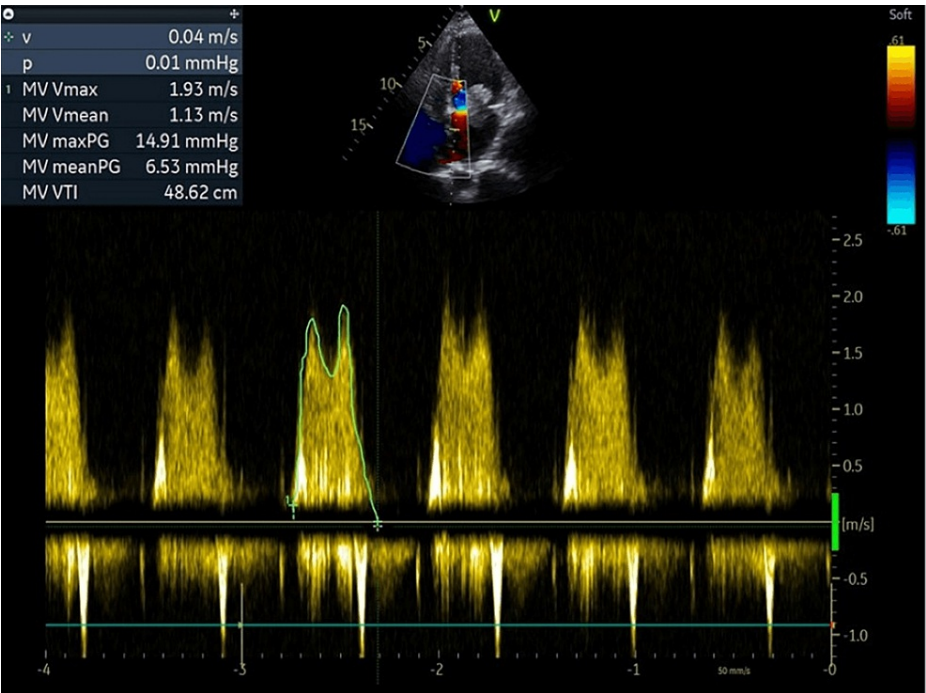 v 0.04 m/s
p 0.01 mmHg
1 MV Vmax 1.93 m/s
MV Vmean 1.13 m/s
MV maxPG 14.91 mmHg
MV meanPG 6.53 mmHg
MV VTI 48.62 cm
V
5
10
15
Soft
.61
-.61
2.5
2.0
1.5
1.0
0.5
[m/s]
-0.5
-1.0
1
-4 -3 -2 -1 -0
50 mm/s